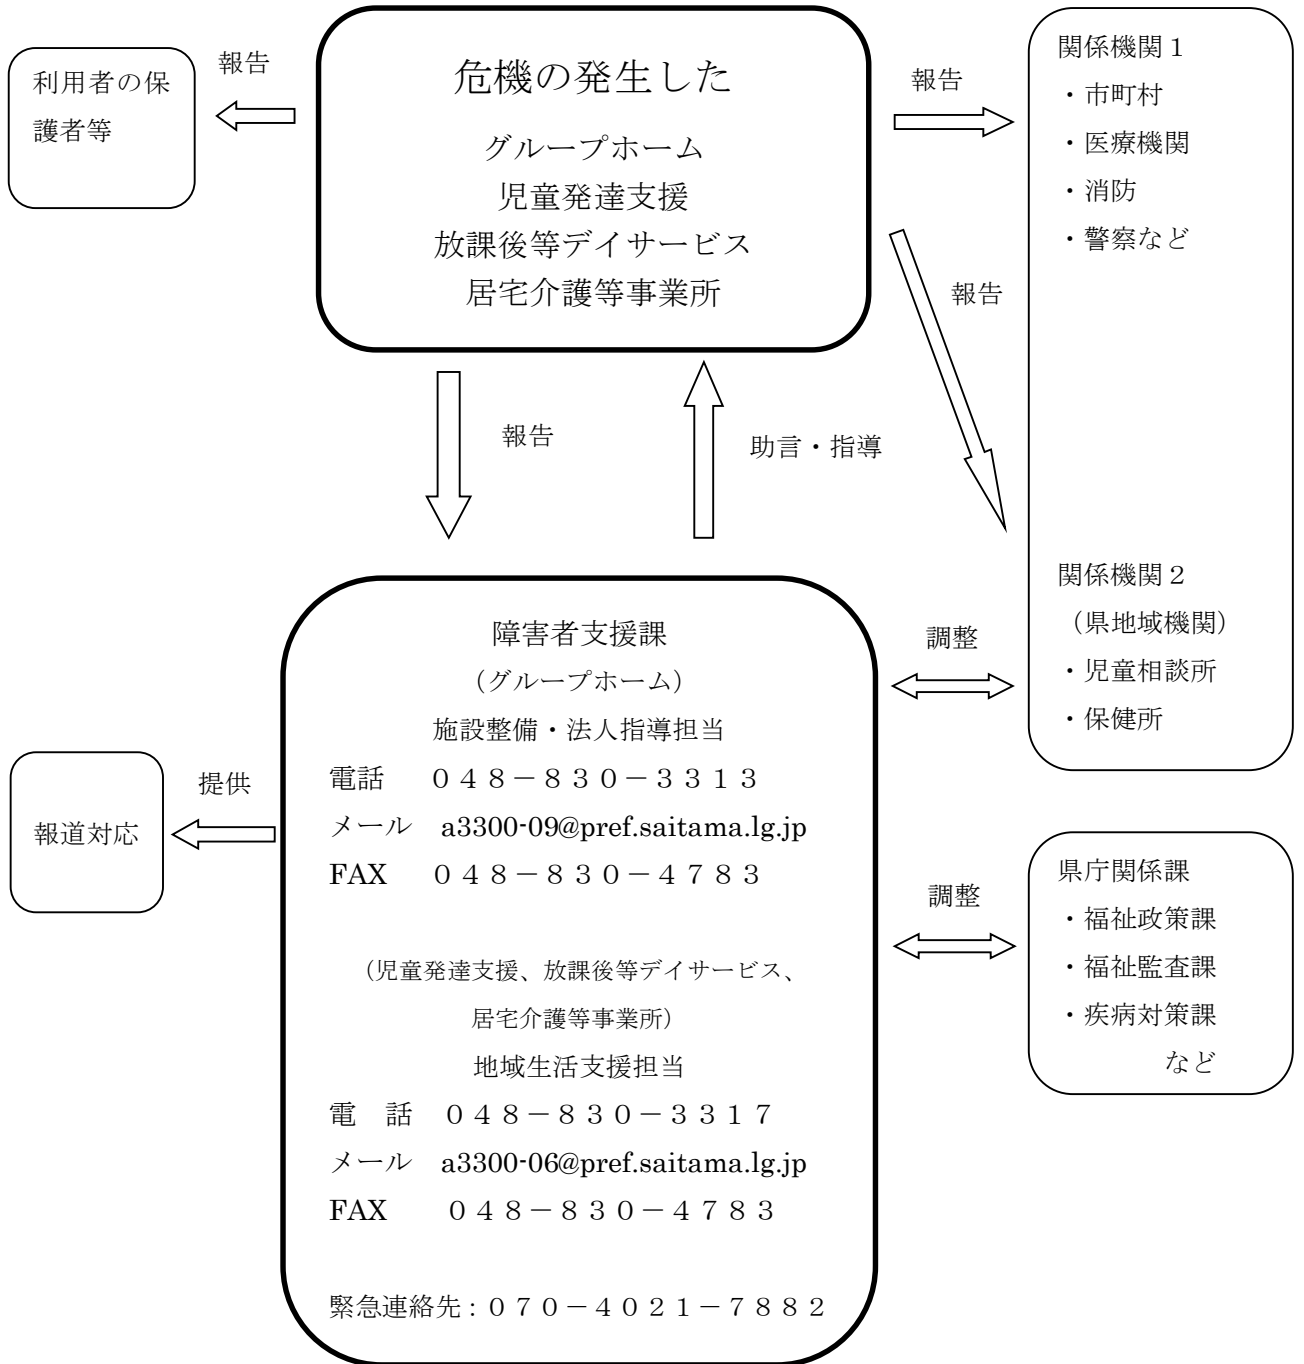 利用者の保
護者等
報告
危機の発生した
グループホーム
児童発達支援
放課後等デイサービス
居宅介護等事業所
報告
関係機関１
・市町村
・医療機関
・消防
・警察など
報告
報告
助言・指導
関係機関２
（県地域機関）
・児童相談所
・保健所
障害者支援課
（グループホーム）
施設整備・法人指導担当
電話　０４８－８３０－３３１３
メール　a3300-09@pref.saitama.lg.jp
FAX　０４８－８３０－４７８３
（児童発達支援、放課後等デイサービス、
居宅介護等事業所）
地域生活支援担当
電　話　０４８－８３０－３３１７
メール　a3300-06@pref.saitama.lg.jp
FAX　０４８－８３０－４７８３
緊急連絡先：０７０－４０２１－７８８２
調整
提供
報道対応
調整
県庁関係課
・福祉政策課
・福祉監査課
・疾病対策課
など